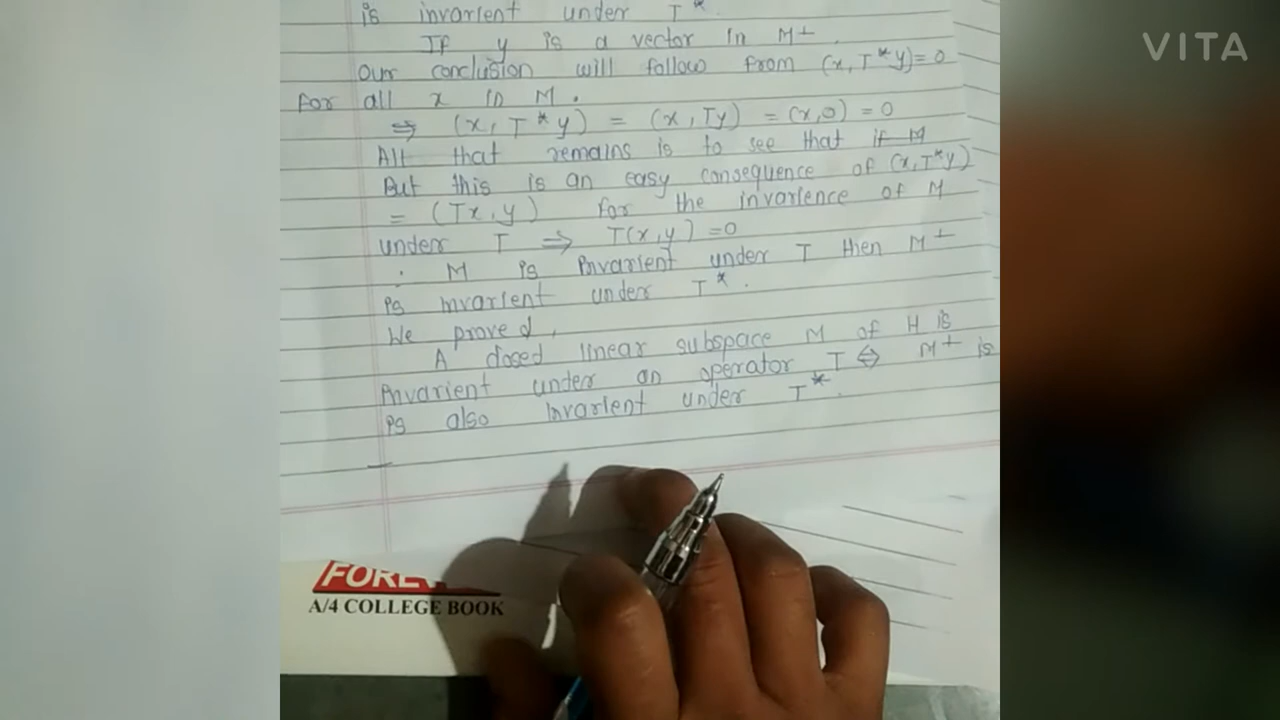 is invarient under T*.
If y is a vector in M⊥.
our conclusion will follow from (x,T*y)=0
For all x in M.
⇒ (x, T*y) = (x, Ty) = (x,0) = 0
All that remains is to see that if M
But this is an easy consequence of (x,T*y)
= (Tx, y) for the invarience of M
under T ⇒ T(x,y) = 0
∴ M is Invarient under T then M⊥
is invarient under T*.
We proved,
A closed linear subspace M of H is
Invarient under an operator T ⇔ M⊥ is
is also invarient under T*.
FORE
A/4 COLLEGE BOOK
VITA